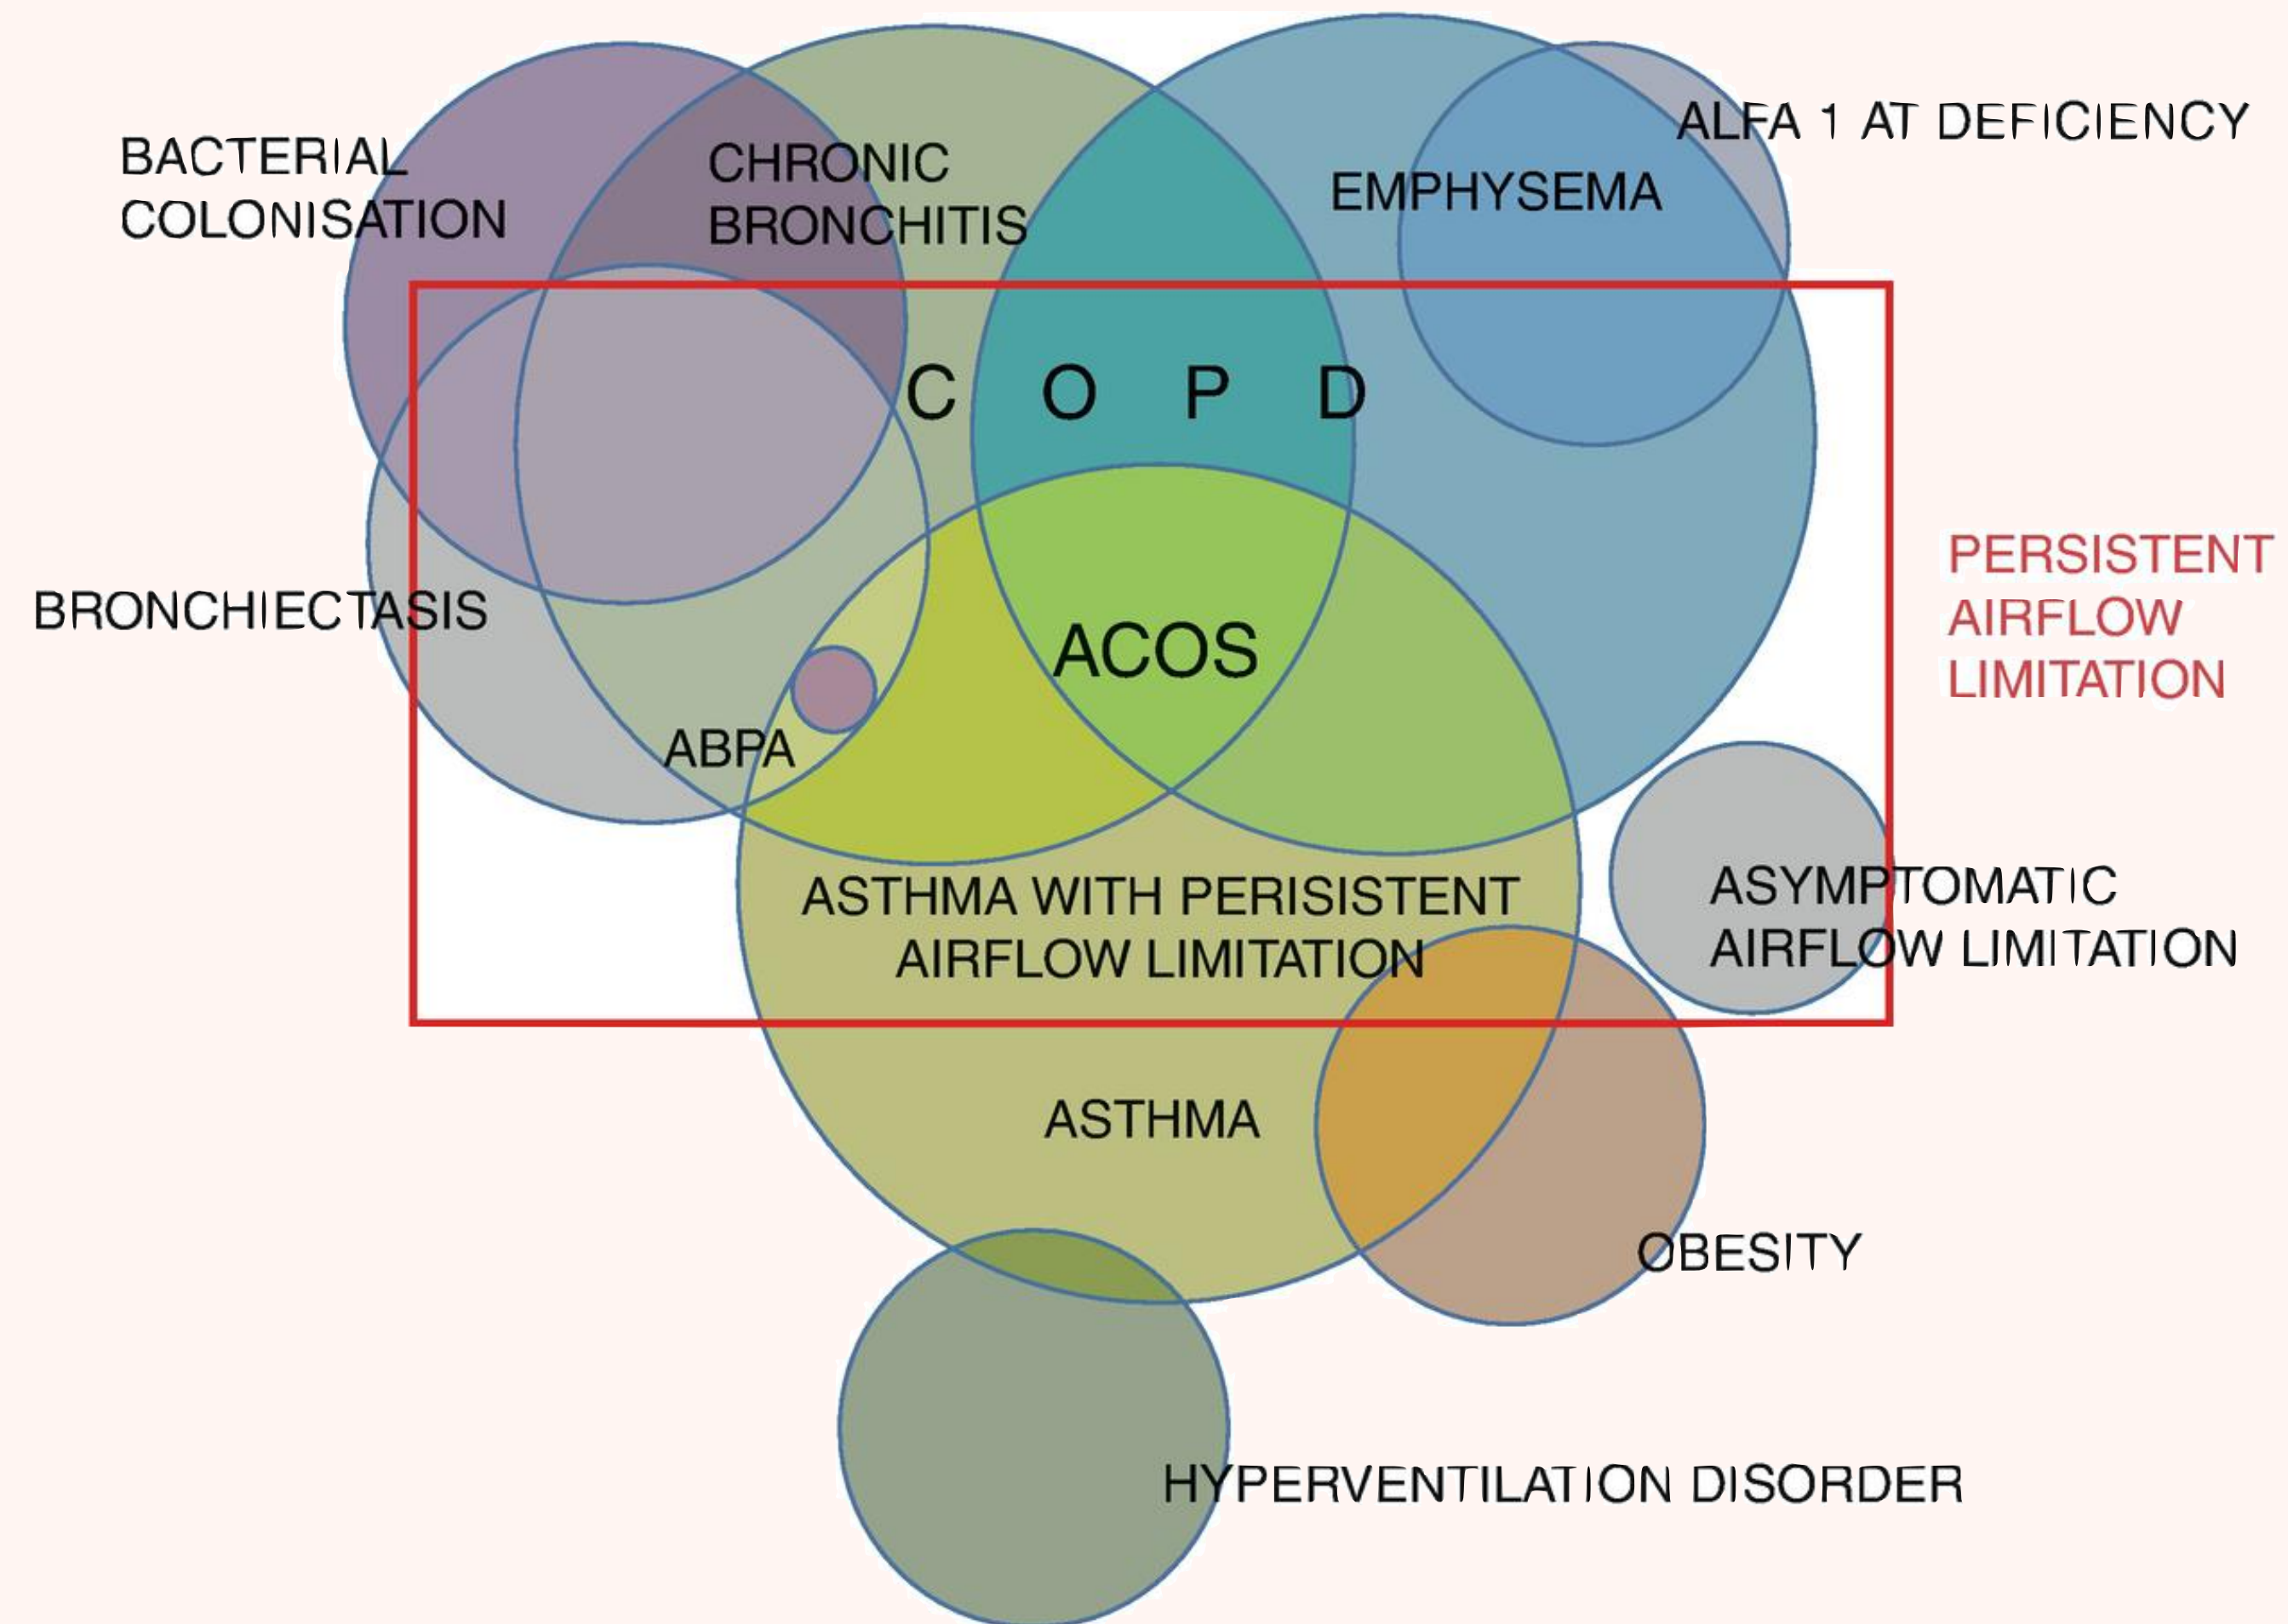 ALFA 1 AT DEFICIENCY
BACTERIAL
COLONISATION
CHRONIC
BRONCHITIS
EMPHYSEMA
C O P D
PERSISTENT
AIRFLOW
LIMITATION
BRONCHIECTASIS
ACOS
ABPA
ASTHMA WITH PERISISTENT
AIRFLOW LIMITATION
ASYMPTOMATIC
AIRFLOW LIMITATION
ASTHMA
OBESITY
HYPERVENTILATION DISORDER